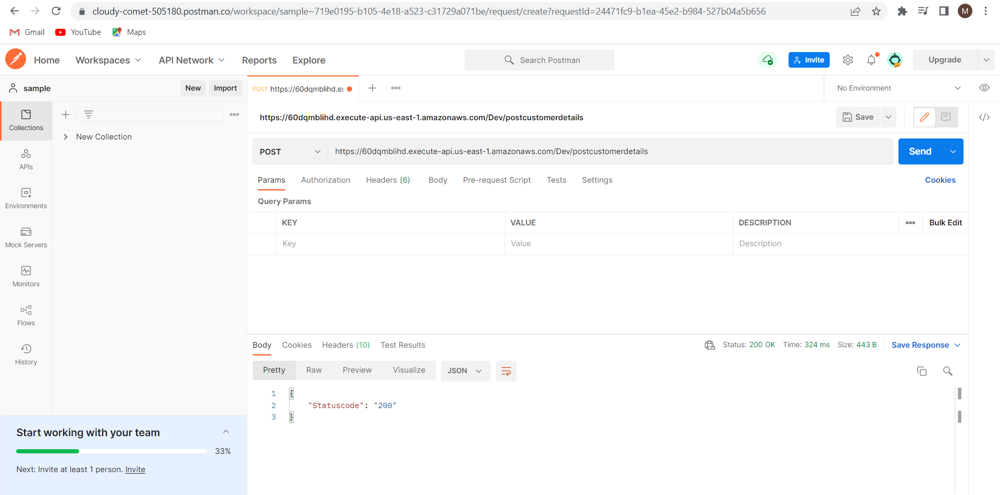 cloudy-comet-505180.postman.co/workspace/sample~719e0195-b105-4e18-a523-c31729a071be/request/create?requestId=24471fc9-b1ea-45e2-b984-527b04a5b656
M
Gmail YouTube Maps
Home Workspaces API Network Reports Explore Search Postman Invite Upgrade
sample New Import POST https://60dqmblihd.e No Environment
https://60dqmblihd.execute-api.us-east-1.amazonaws.com/Dev/postcustomerdetails Save
Collections
New Collection
POST https://60dqmblihd.execute-api.us-east-1.amazonaws.com/Dev/postcustomerdetails Send
APIs
Params Authorization Headers (6) Body Pre-request Script Tests Settings Cookies
Query Params
Environments
KEY VALUE DESCRIPTION Bulk Edit
Key Value Description
Mock Servers
Monitors
Flows
History
Body Cookies Headers (10) Test Results Status: 200 OK Time: 324 ms Size: 443 B Save Response
Pretty Raw Preview Visualize JSON
1 {
2 "Statuscode": "200"
3 }
Start working with your team
33%
Next: Invite at least 1 person. Invite